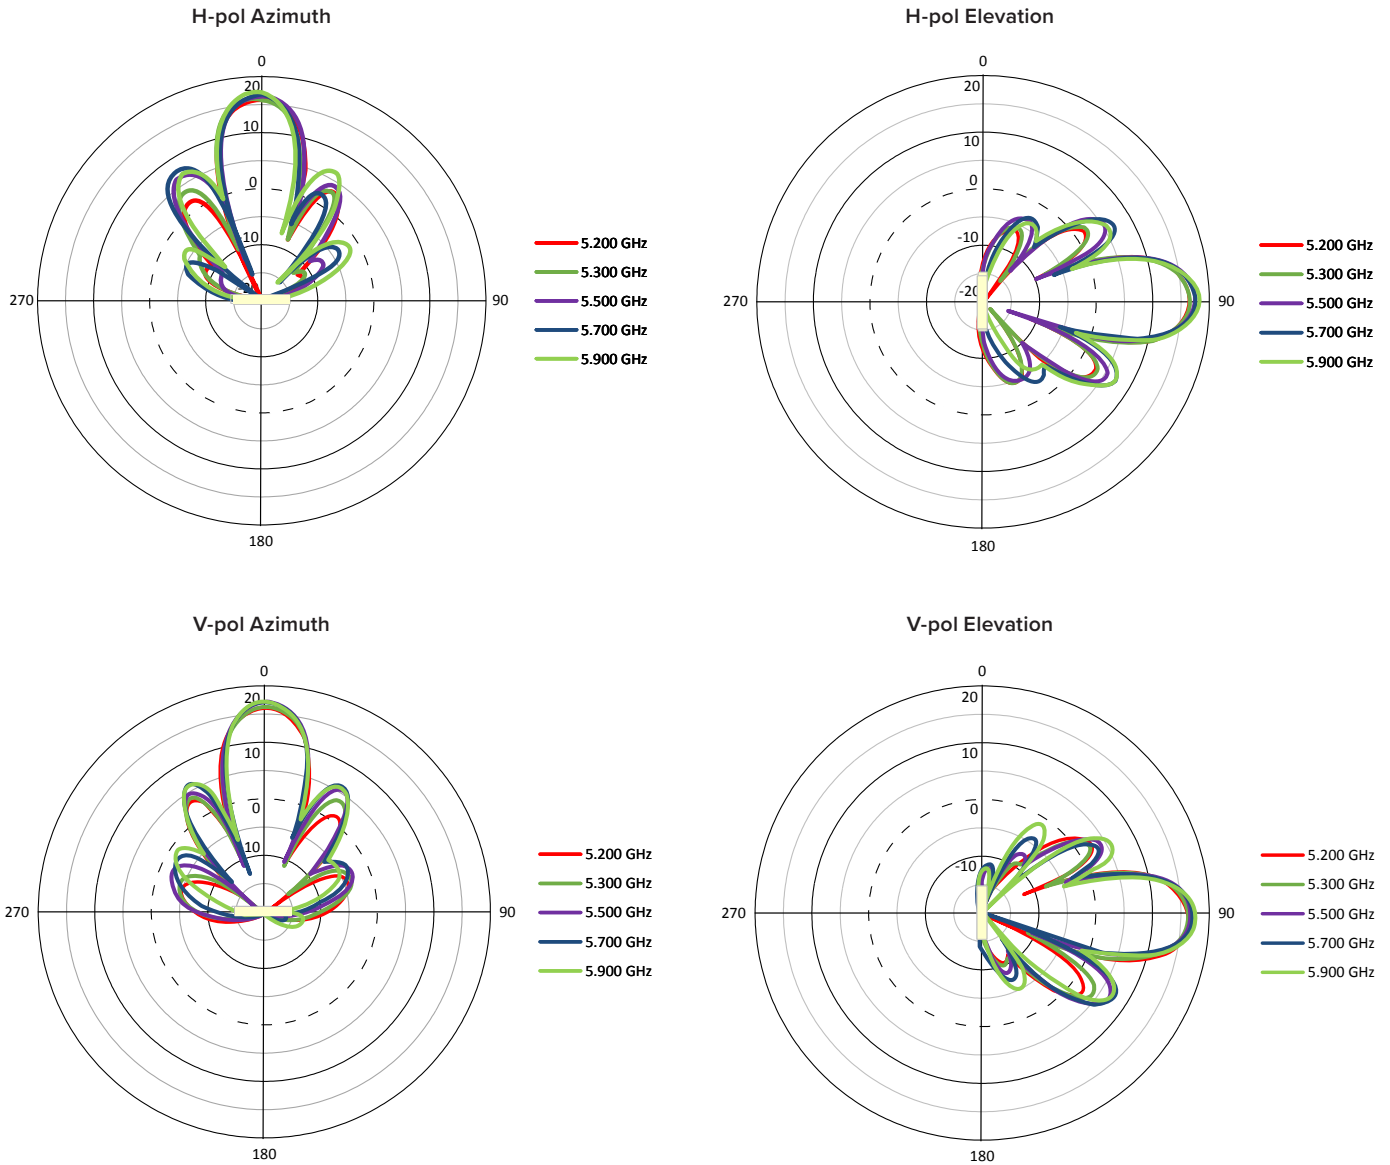 H-pol Azimuth
0
20
10
0
-10
-20
270
90
180
5.200 GHz
5.300 GHz
5.500 GHz
5.700 GHz
5.900 GHz
H-pol Elevation
0
20
10
0
-10
-20
270
90
180
5.200 GHz
5.300 GHz
5.500 GHz
5.700 GHz
5.900 GHz
V-pol Azimuth
0
20
10
0
10
270
90
180
5.200 GHz
5.300 GHz
5.500 GHz
5.700 GHz
5.900 GHz
V-pol Elevation
0
20
10
0
-10
270
90
180
5.200 GHz
5.300 GHz
5.500 GHz
5.700 GHz
5.900 GHz